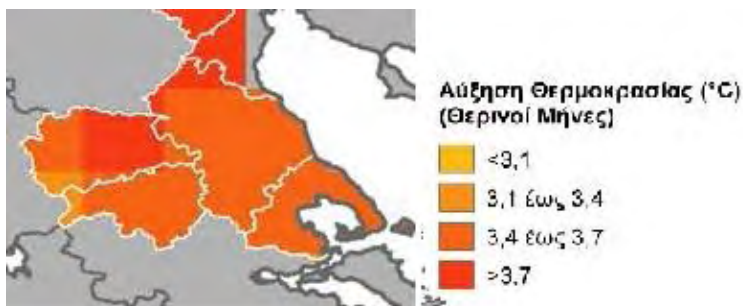 Αύξηση Θερμοκρασίας (°C)
(Θερινοί Μήνες)
<3,1
3,1 έως 3,4
3,4 έως 3,7
>3,7